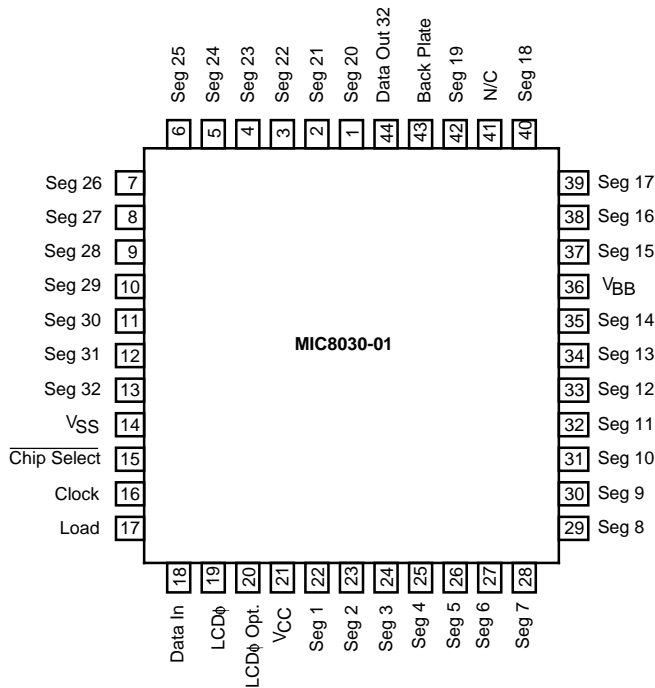 Seg 25
Seg 24
Seg 23
Seg 22
Seg 21
Seg 20
Data Out 32
Back Plate
Seg 19
N/C
Seg 18
6
5
4
3
2
1
44
43
42
41
40
Seg 26 7
Seg 27 8
Seg 28 9
Seg 29 10
Seg 30 11
Seg 31 12
Seg 32 13
VSS 14
Chip Select 15
Clock 16
Load 17
MIC8030-01
39 Seg 17
38 Seg 16
37 Seg 15
36 VBB
35 Seg 14
34 Seg 13
33 Seg 12
32 Seg 11
31 Seg 10
30 Seg 9
29 Seg 8
18
19
20
21
22
23
24
25
26
27
28
Data In
LCDϕ
LCDϕ Opt.
VCC
Seg 1
Seg 2
Seg 3
Seg 4
Seg 5
Seg 6
Seg 7